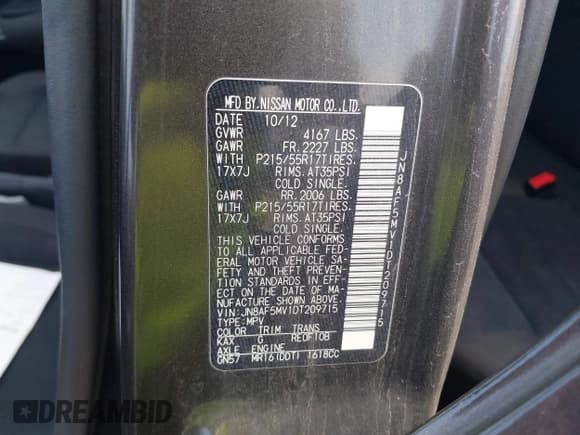 MFD BY.NISSAN MOTOR CO.,LTD.
DATE 10/12
GVWR 4167 LBS.
GAWR FR. 2227 LBS.
WITH P215/55R17TIRES.
17X7J RIMS. AT35PSI
COLD SINGLE.
GAWR RR. 2006 LBS.
WITH P215/55R17TIRES.
17X7J RIMS. AT35PSI
COLD SINGLE.
THIS VEHICLE CONFORMS
TO ALL APPLICABLE FED-
ERAL MOTOR VEHICLE SA-
FETY AND THEFT PREVEN-
TION STANDARDS IN EFF-
ECT ON THE DATE OF MA-
NUFACTURE SHOWN ABOVE.
VIN:JN8AF5MV1DT209715
TYPE:MPV
COLOR TRIM TRANS
KAX G RE0F10B
AXLE ENGINE
GN57 MR16(DDT) 1618CC
JN8AF5MV1DT209715
DREAMBID